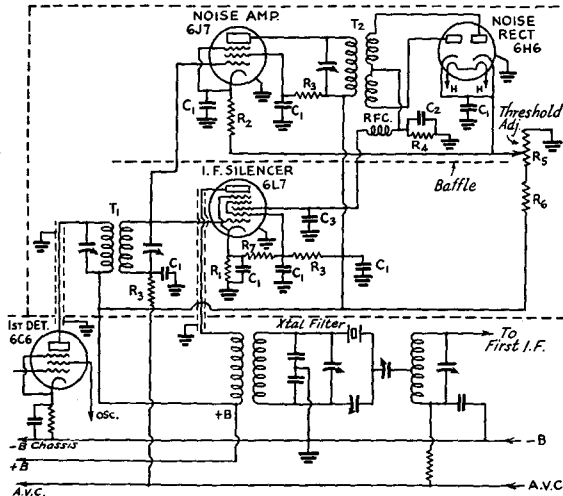 NOISE AMP.
6J7
T2
NOISE
RECT
6H6
C1
R2
C1
R3
H
H
C1
RFC.
C2
R4
Threshold
Adj.
R5
Baffle
I.F. SILENCER
6L7
T1
C3
R6
C1
R3
R1
R7
C1
C1
R3
C1
1ST DET.
6C6
Xtal Filter
To
First I.F.
OSC.
+B
-B
Chassis
-B
+B
A.V.C.
A.V.C.